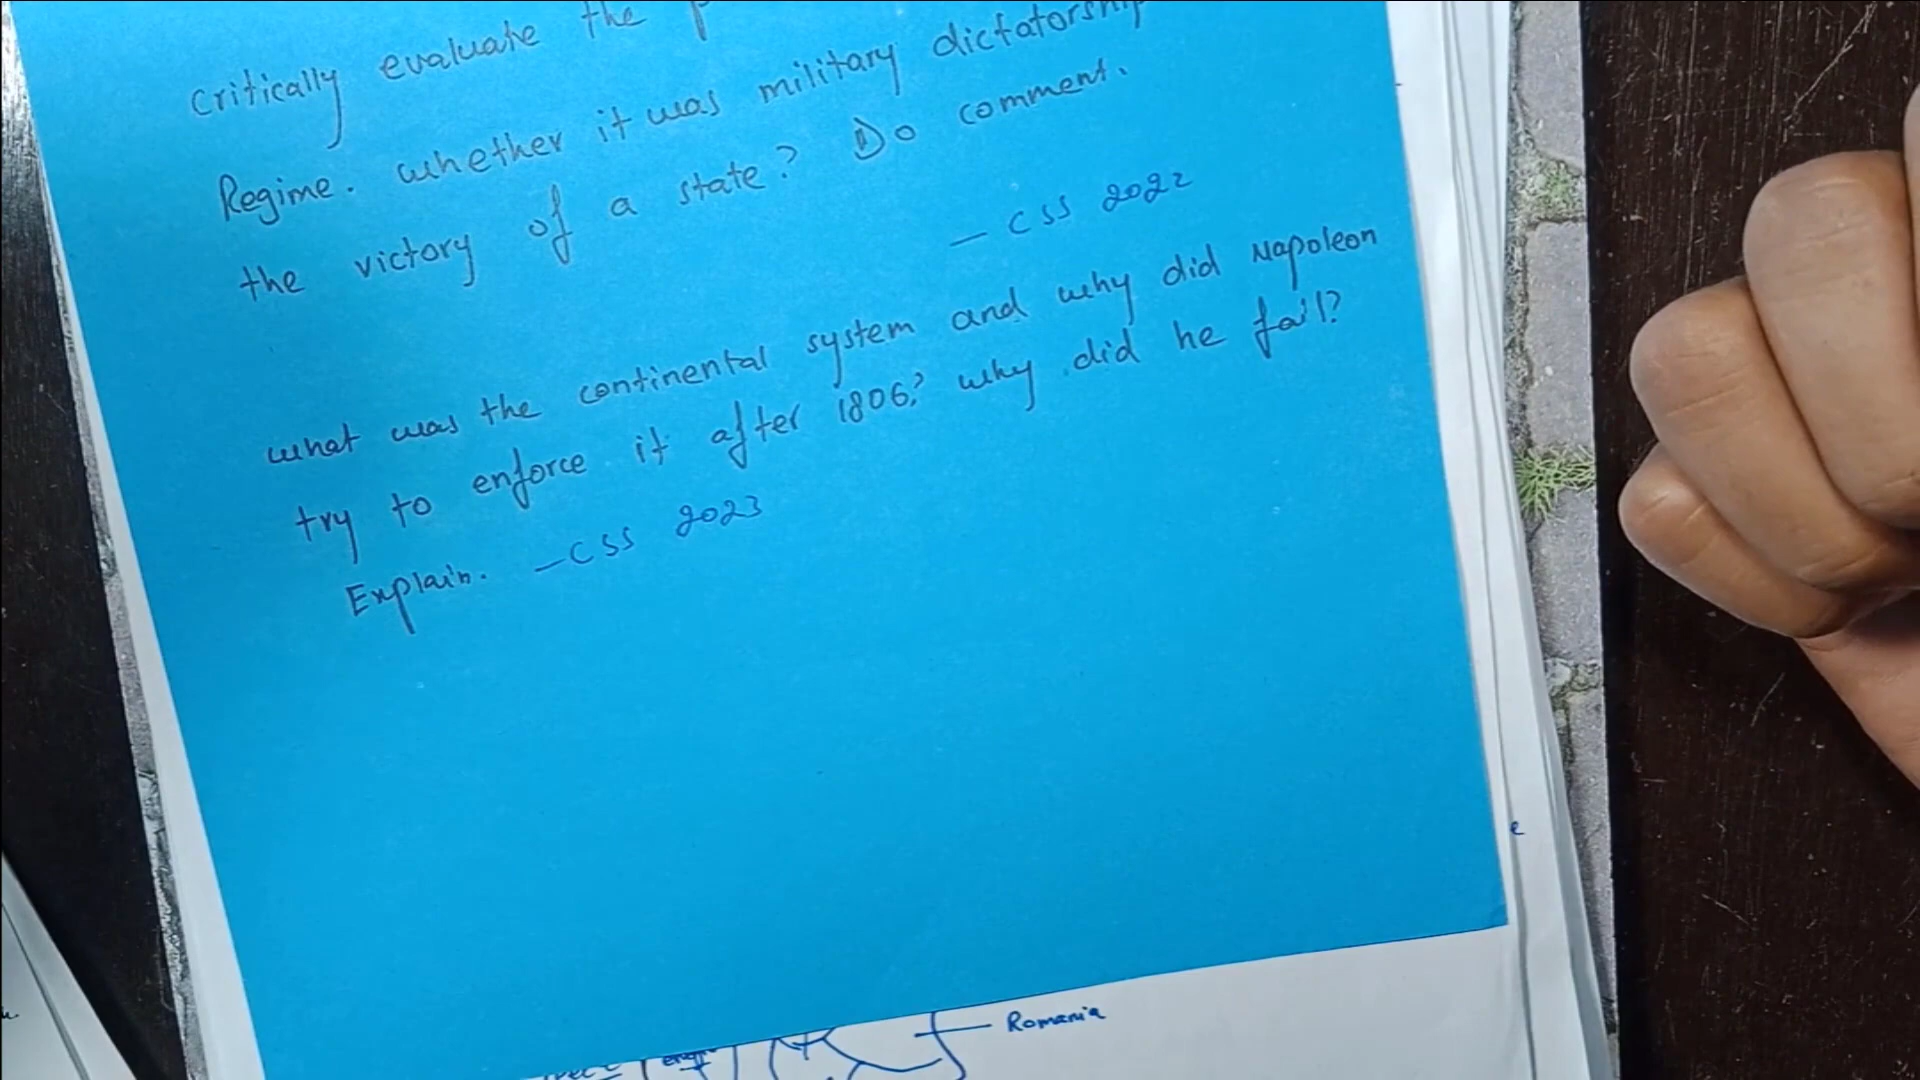 critically evaluate the
Regime. whether it was military dictatorship
the victory of a state? Do comment.
— CSS 2022
what was the continental system and why did Napoleon
try to enforce it after 1806? why did he fail?
Explain. — CSS 2023
e
Romania